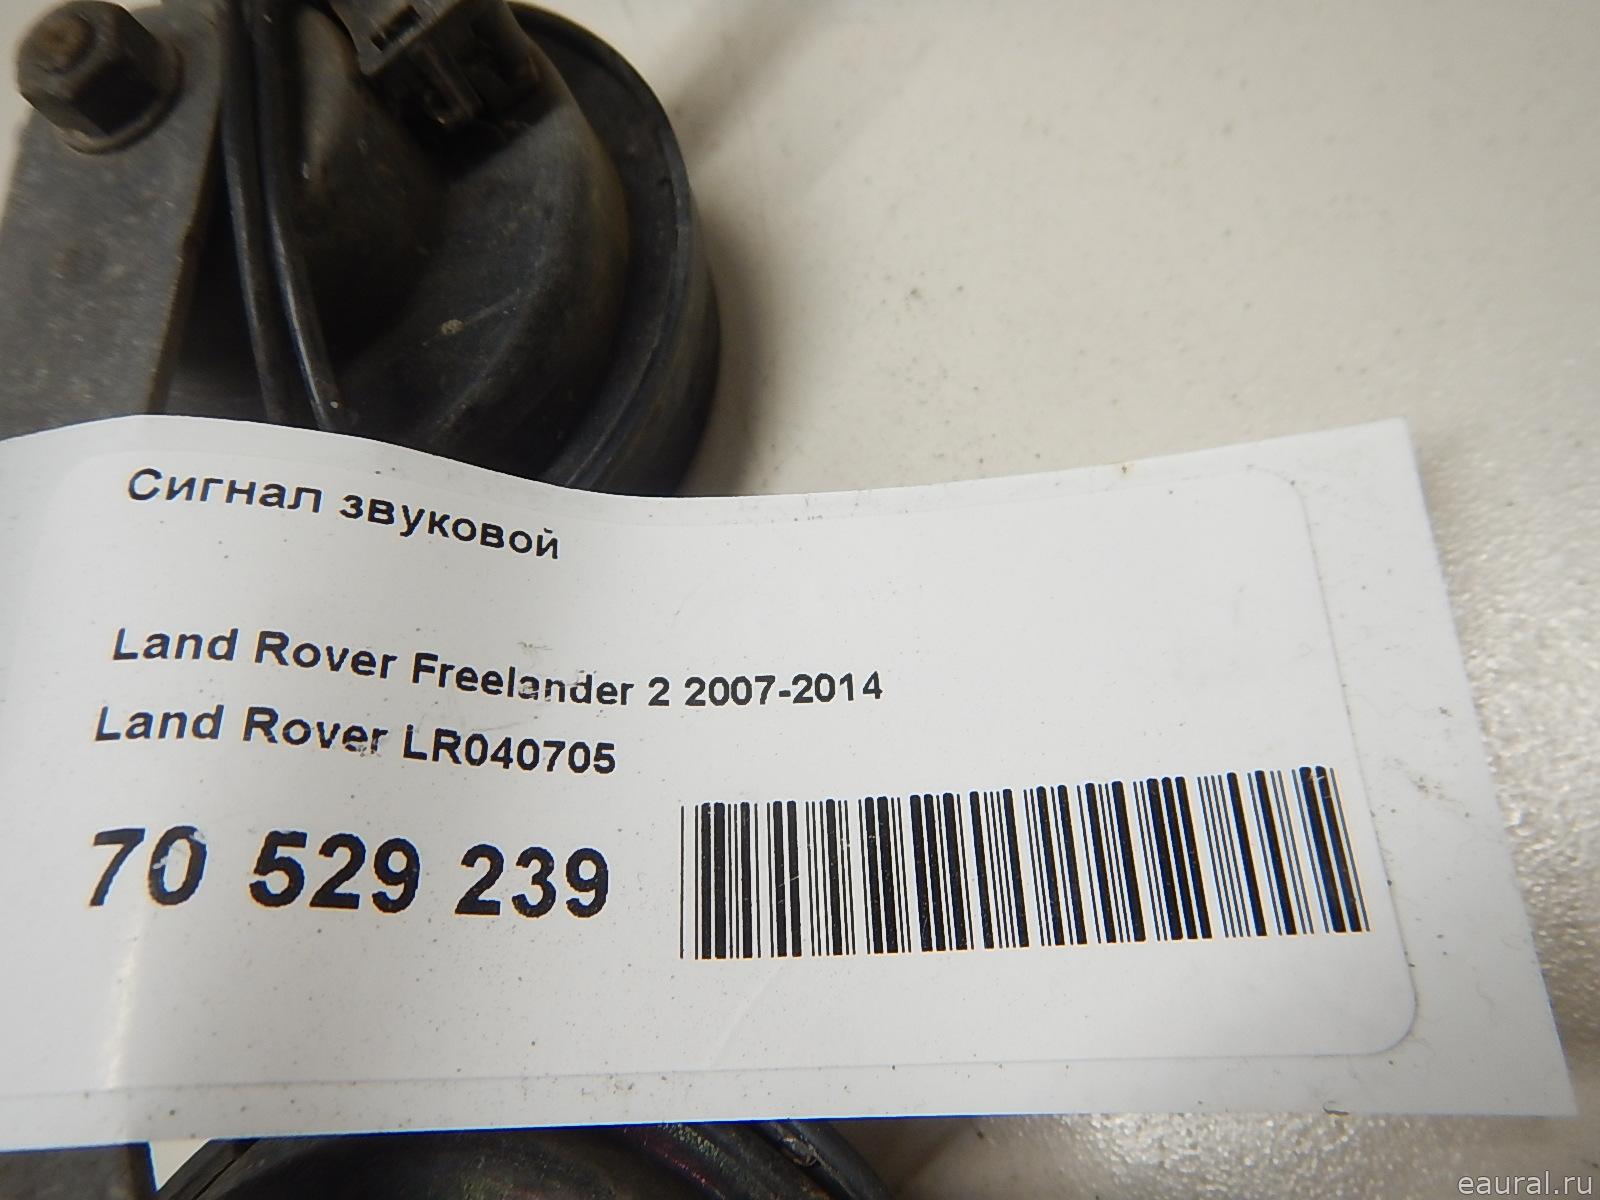 Сигнал звуковой
Land Rover Freelander 2 2007-2014
Land Rover LR040705
70 529 239
eaural.ru